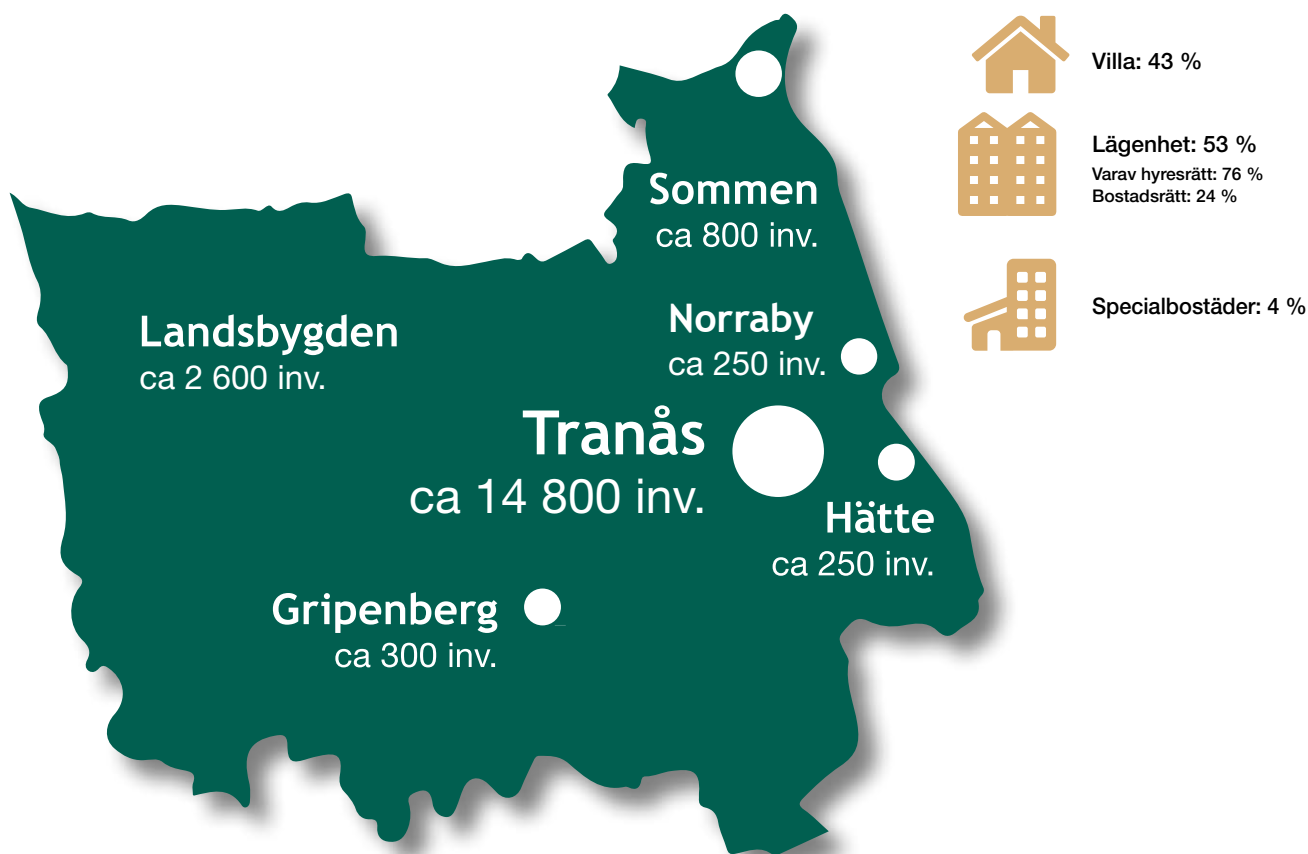 Villa: 43 %
Lägenhet: 53 %
Varav hyresrätt: 76 %
Bostadsrätt: 24 %
Specialbostäder: 4 %
Sommen
ca 800 inv.
Norraby
ca 250 inv.
Landsbygden
ca 2 600 inv.
Tranås
ca 14 800 inv.
Hätte
ca 250 inv.
Gripenberg
ca 300 inv.